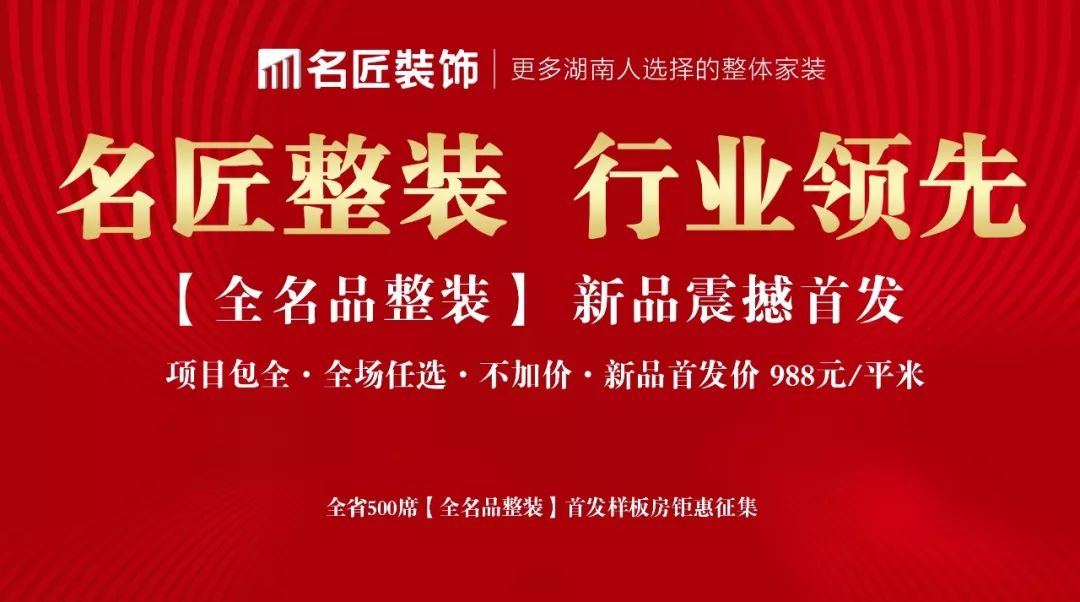 名匠装饰 | 更多湖南人选择的整体家装
名匠整装 行业领先
【全名品整装】 新品震撼首发
项目包全·全场任选·不加价·新品首发价 988元/平米
全省500席【全名品整装】首发样板房钜惠征集